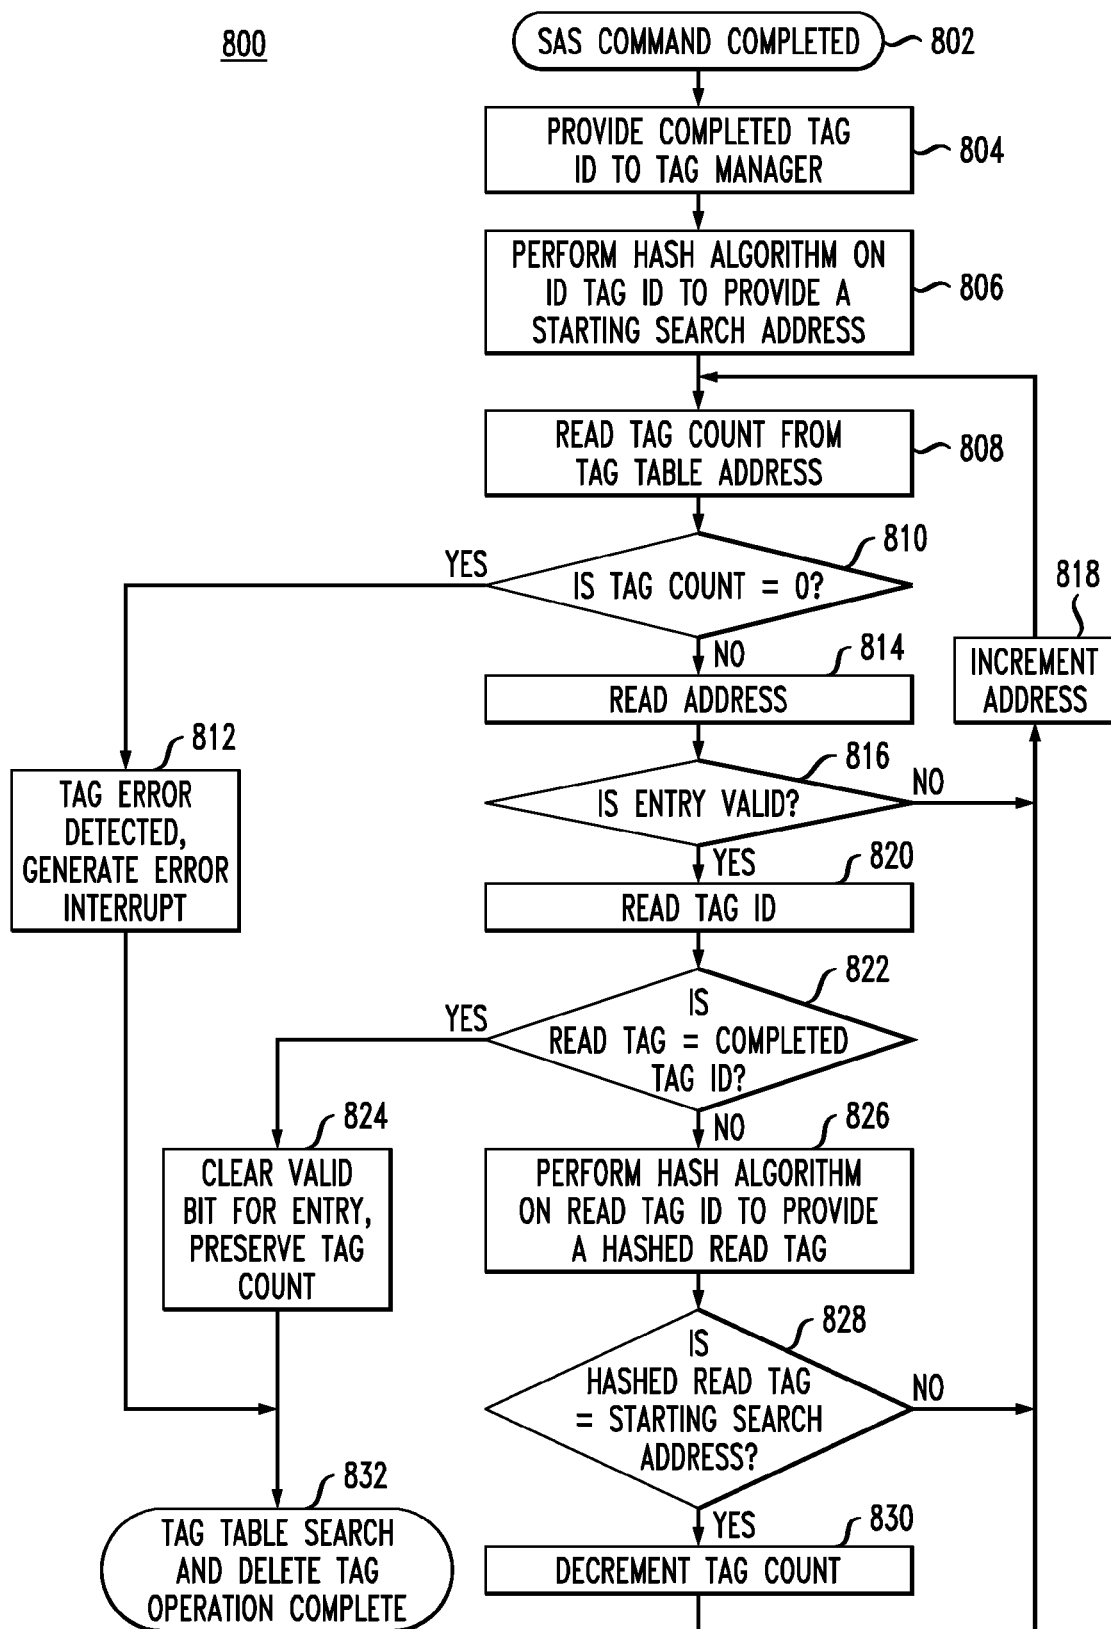 800
SAS COMMAND COMPLETED
802
PROVIDE COMPLETED TAG
ID TO TAG MANAGER
804
PERFORM HASH ALGORITHM ON
ID TAG ID TO PROVIDE A
STARTING SEARCH ADDRESS
806
READ TAG COUNT FROM
TAG TABLE ADDRESS
808
810
YES
IS TAG COUNT = 0?
NO
818
INCREMENT
ADDRESS
814
READ ADDRESS
812
TAG ERROR
DETECTED,
GENERATE ERROR
INTERRUPT
816
IS ENTRY VALID?
NO
YES
820
READ TAG ID
822
YES
IS
READ TAG = COMPLETED
TAG ID?
NO
824
CLEAR VALID
BIT FOR ENTRY,
PRESERVE TAG
COUNT
826
PERFORM HASH ALGORITHM
ON READ TAG ID TO PROVIDE
A HASHED READ TAG
828
IS
HASHED READ TAG
= STARTING SEARCH
ADDRESS?
NO
YES
830
DECREMENT TAG COUNT
832
TAG TABLE SEARCH
AND DELETE TAG
OPERATION COMPLETE